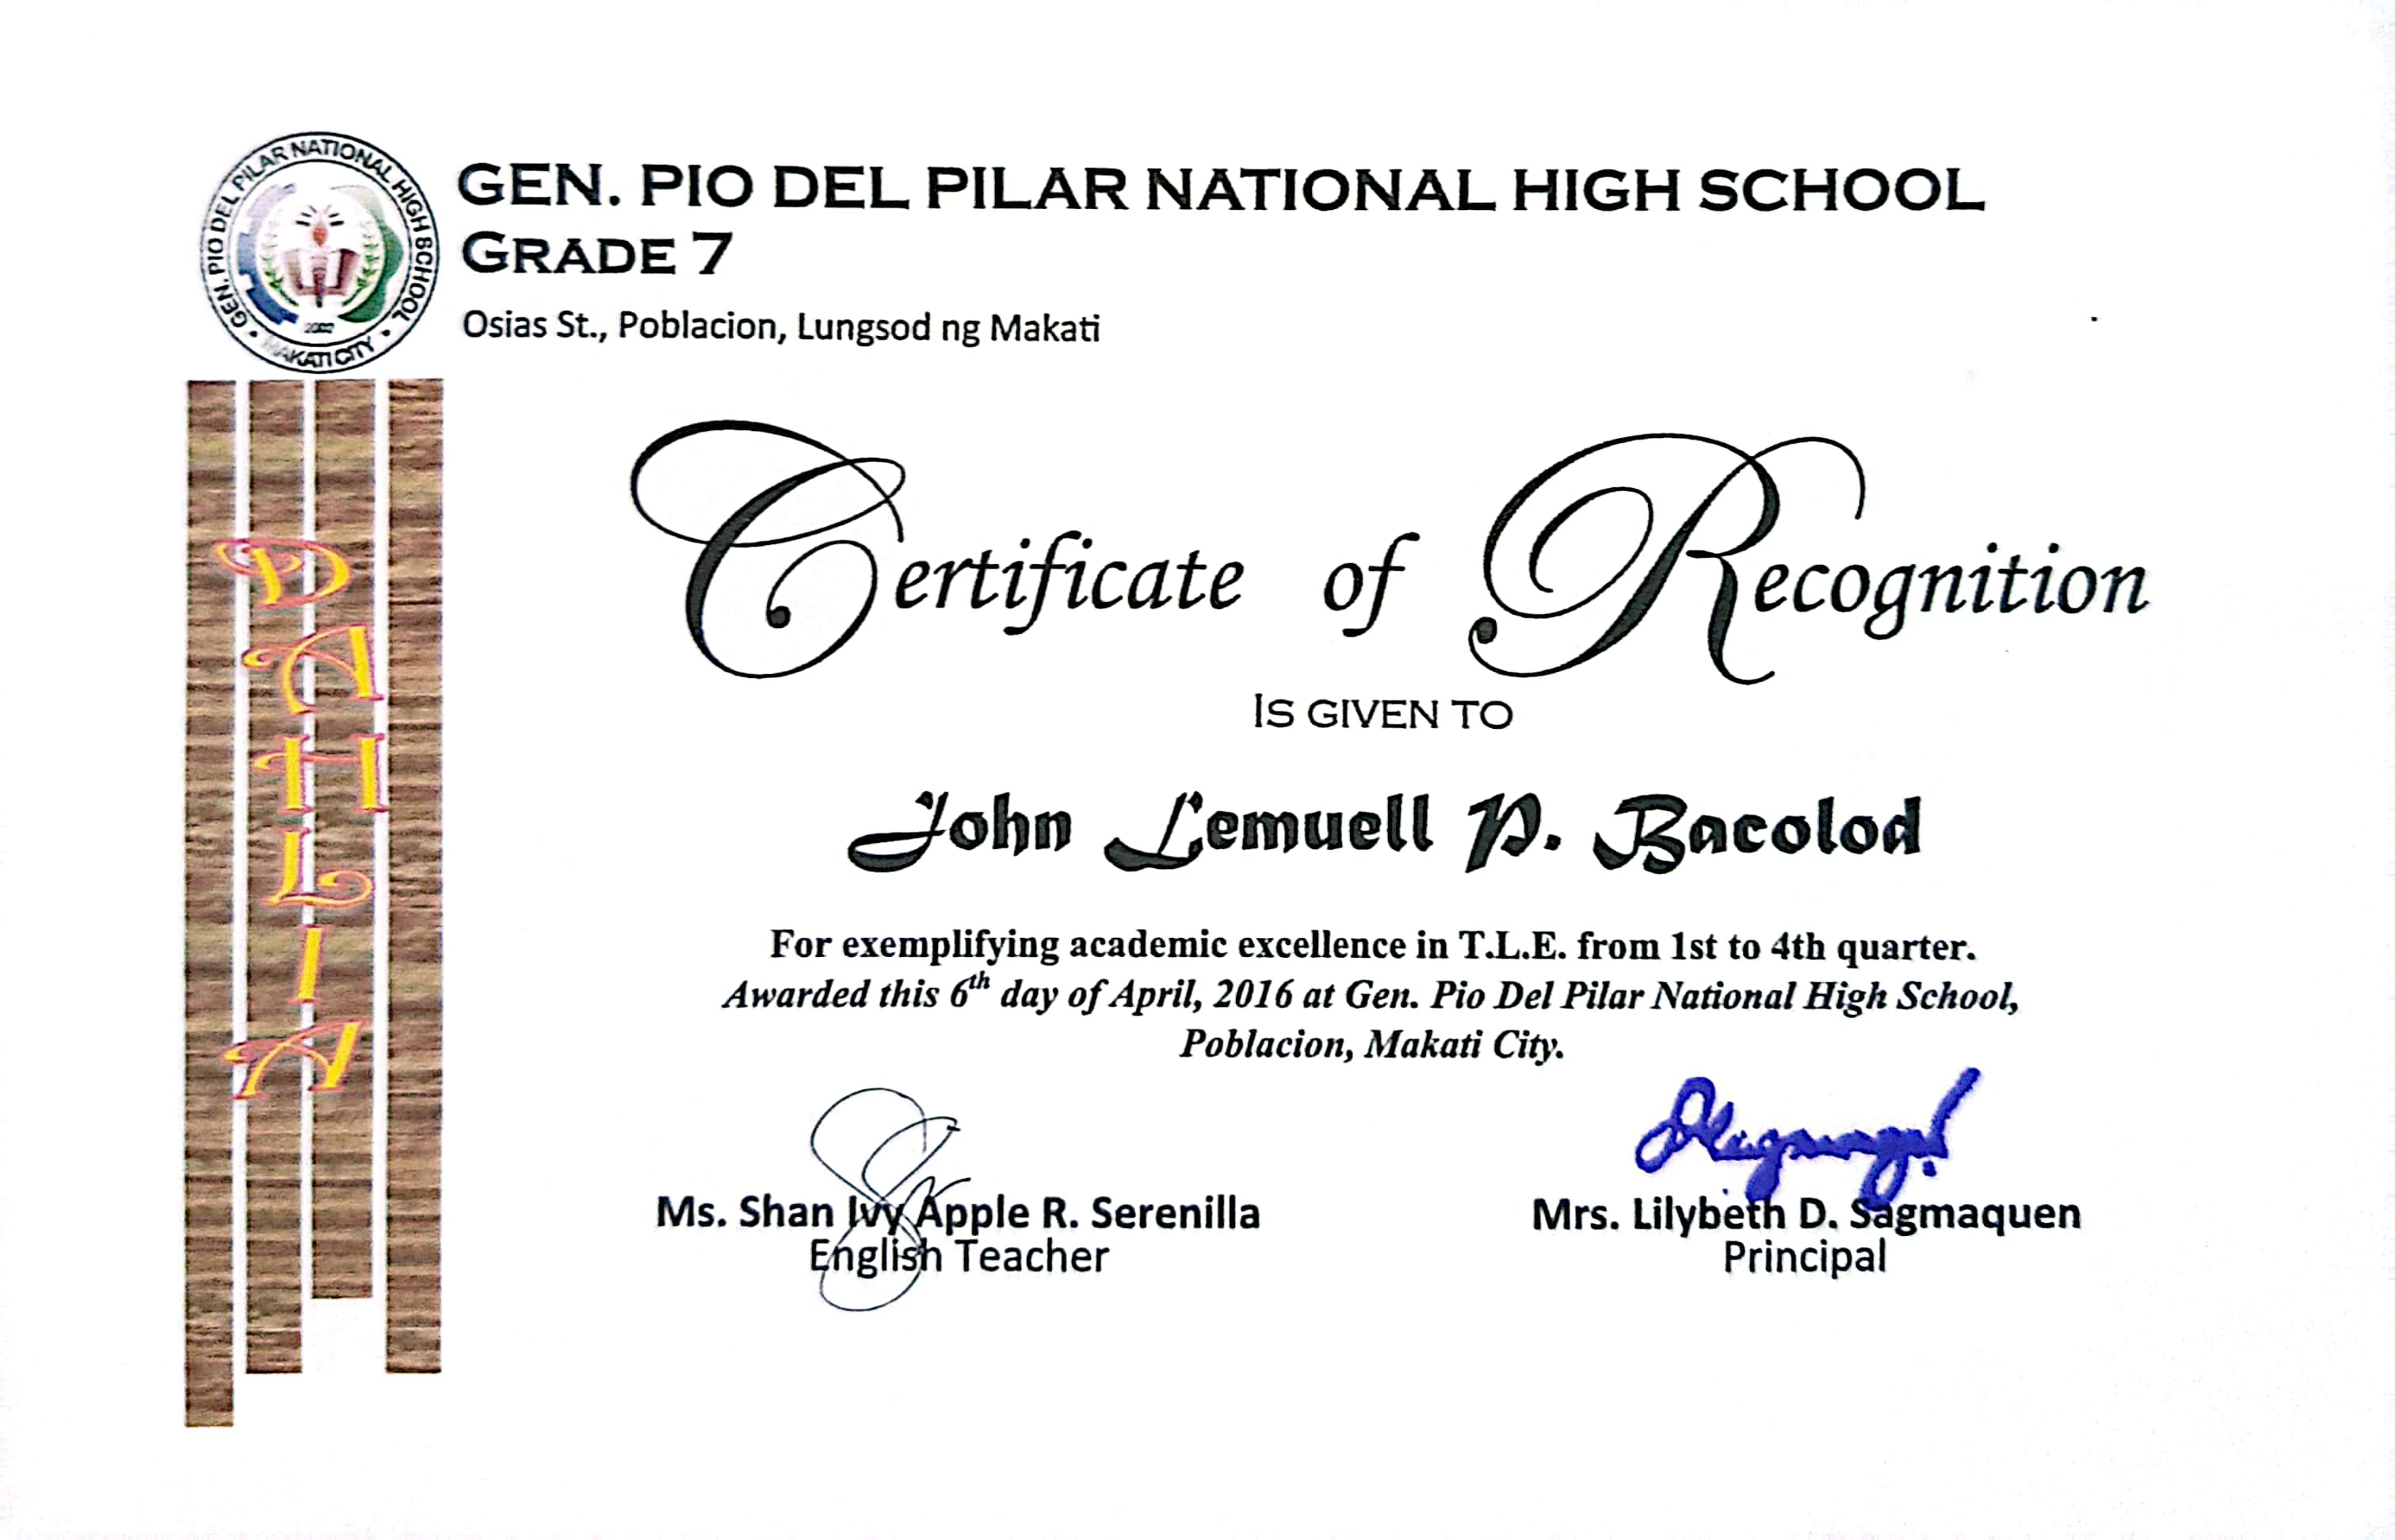 GEN. PIO DEL PILAR NATIONAL HIGH SCHOOL
• MAKATI CITY •
2002
GEN. PIO DEL PILAR NATIONAL HIGH SCHOOL
GRADE 7
Osias St., Poblacion, Lungsod ng Makati
DAHLIA
Certificate of Recognition
IS GIVEN TO
John Lemuell P. Bacolod
For exemplifying academic excellence in T.L.E. from 1st to 4th quarter.
Awarded this 6th day of April, 2016 at Gen. Pio Del Pilar National High School,
Poblacion, Makati City.
Ms. Shan Ivy Apple R. Serenilla
English Teacher
Mrs. Lilybeth D. Sagmaquen
Principal